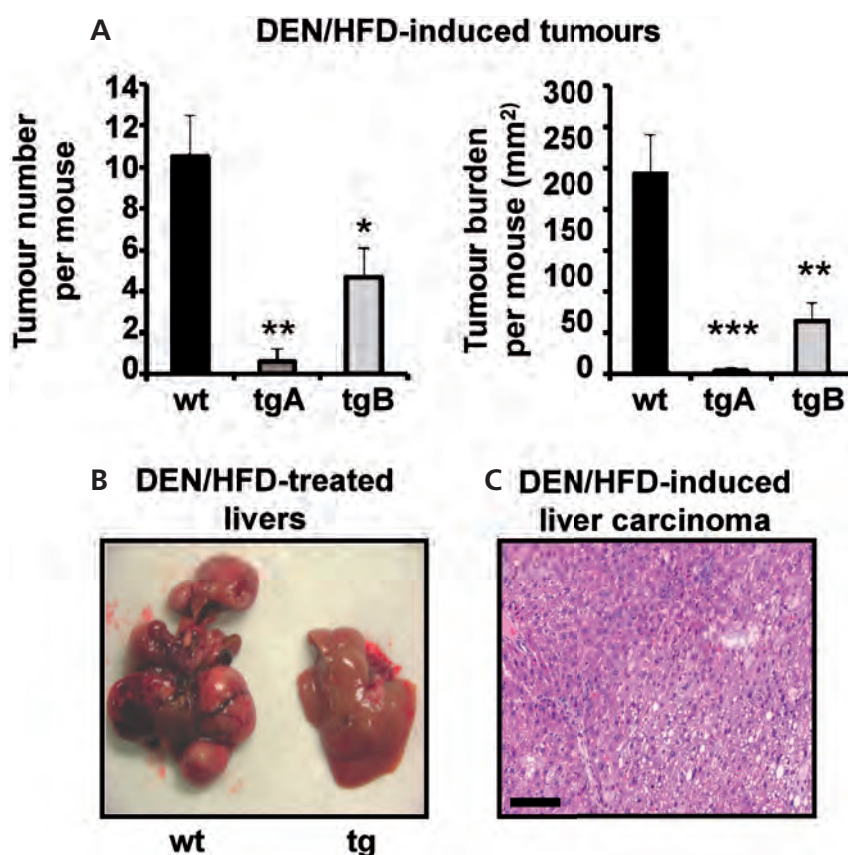 A
DEN/HFD-induced tumours
Tumour number
per mouse
14
12
10
8
6
4
2
0
**
*
wt tgA tgB
Tumour burden
per mouse (mm²)
300
250
200
150
100
50
0
***
**
wt tgA tgB
B DEN/HFD-treated
livers
wt tg
C DEN/HFD-induced
liver carcinoma